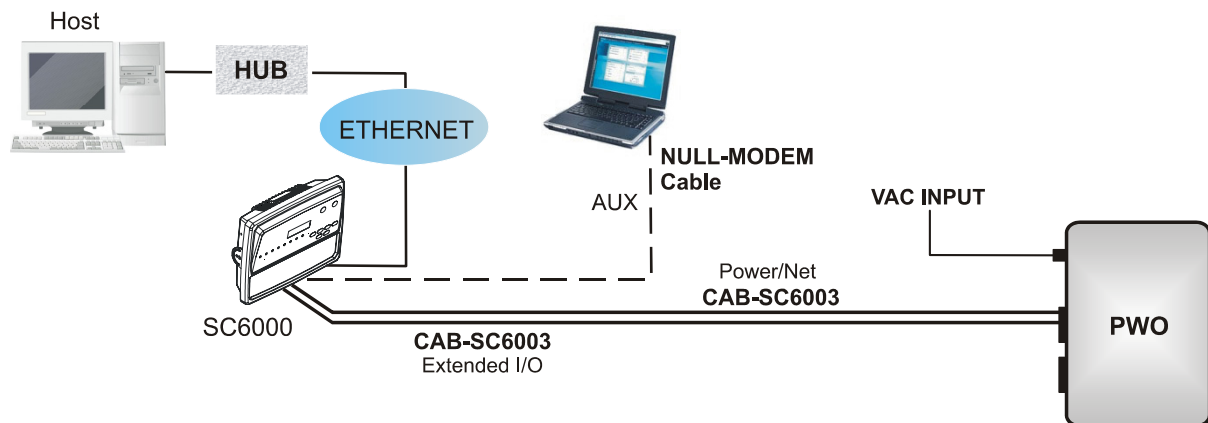 Host
HUB
ETHERNET
NULL-MODEM
Cable
AUX
VAC INPUT
Power/Net
CAB-SC6003
SC6000
CAB-SC6003
Extended I/O
PWO